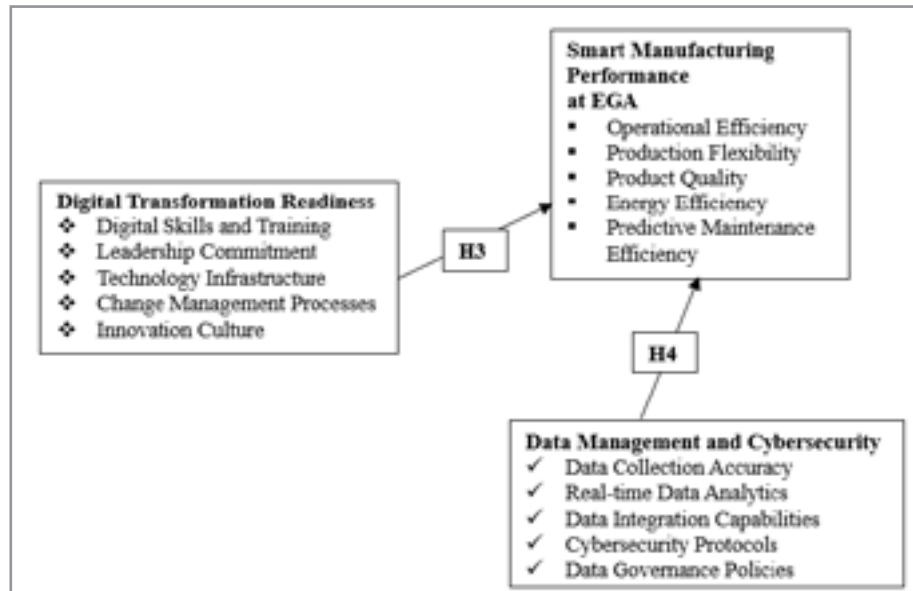 Smart Manufacturing
Performance
at EGA
▪ Operational Efficiency
▪ Production Flexibility
▪ Product Quality
▪ Energy Efficiency
▪ Predictive Maintenance
Efficiency
Digital Transformation Readiness
❖ Digital Skills and Training
❖ Leadership Commitment
❖ Technology Infrastructure
❖ Change Management Processes
❖ Innovation Culture
H3
H4
Data Management and Cybersecurity
✓ Data Collection Accuracy
✓ Real-time Data Analytics
✓ Data Integration Capabilities
✓ Cybersecurity Protocols
✓ Data Governance Policies